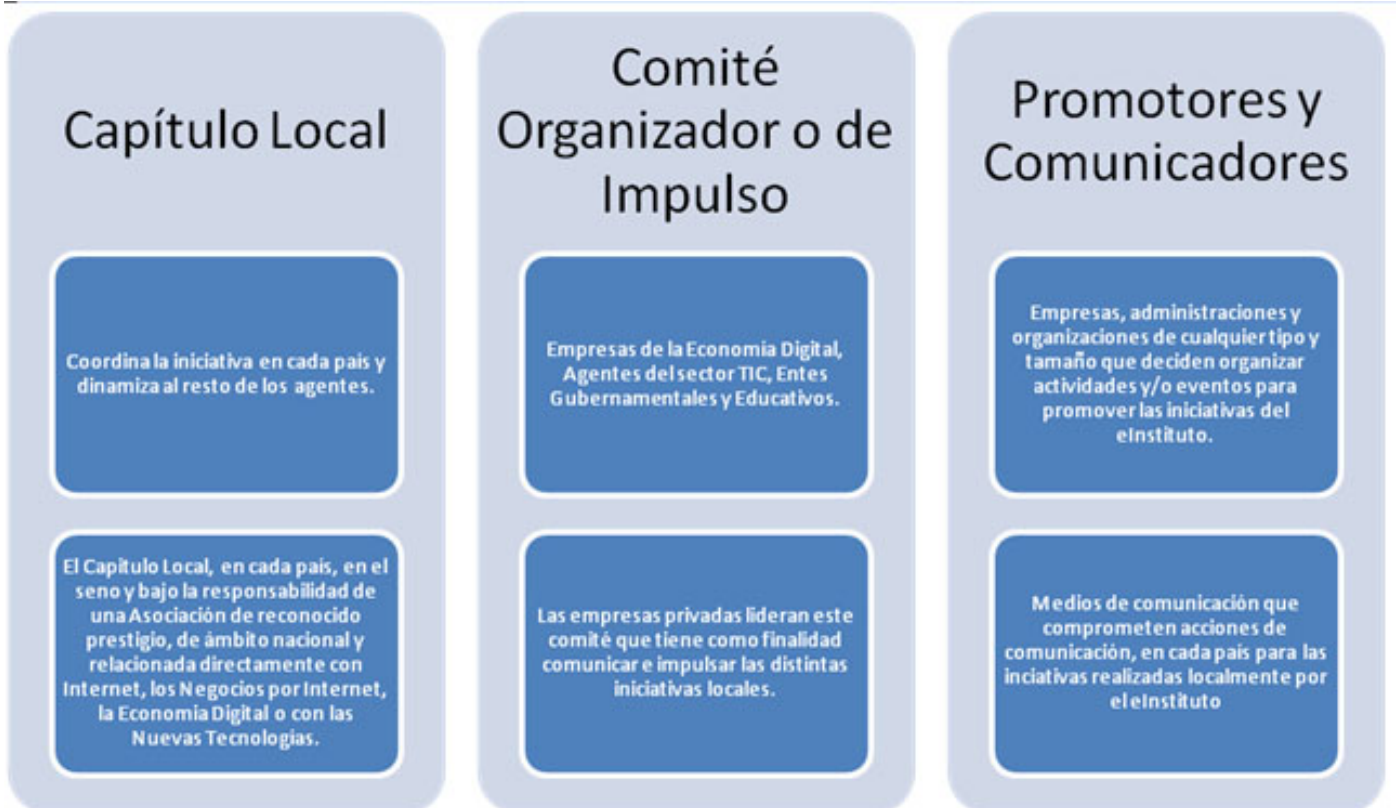 Capítulo Local
Coordina la iniciativa en cada país y
dinamiza al resto de los agentes.
El Capitulo Local, en cada país, en el
seno y bajo la responsabilidad de
una Asociación de reconocido
prestigio, de ámbito nacional y
relacionada directamente con
Internet, los Negocios por Internet,
la Economia Digital o con las
Nuevas Tecnologias.
Comité
Organizador o de
Impulso
Empresas de la Economia Digital,
Agentes del sector TIC, Entes
Gubernamentales y Educativos.
Las empresas privadas lideran este
comité que tiene como finalidad
comunicar e impulsar las distintas
iniciativas locales.
Promotores y
Comunicadores
Empresas, administraciones y
organizaciones de cualquier tipo y
tamaño que deciden organizar
actividades y/o eventos para
promover las iniciativas del
eInstituto.
Medios de comunicación que
comprometen acciones de
comunicación, en cada país para las
inciativas realizadas localmente por
el eInstituto